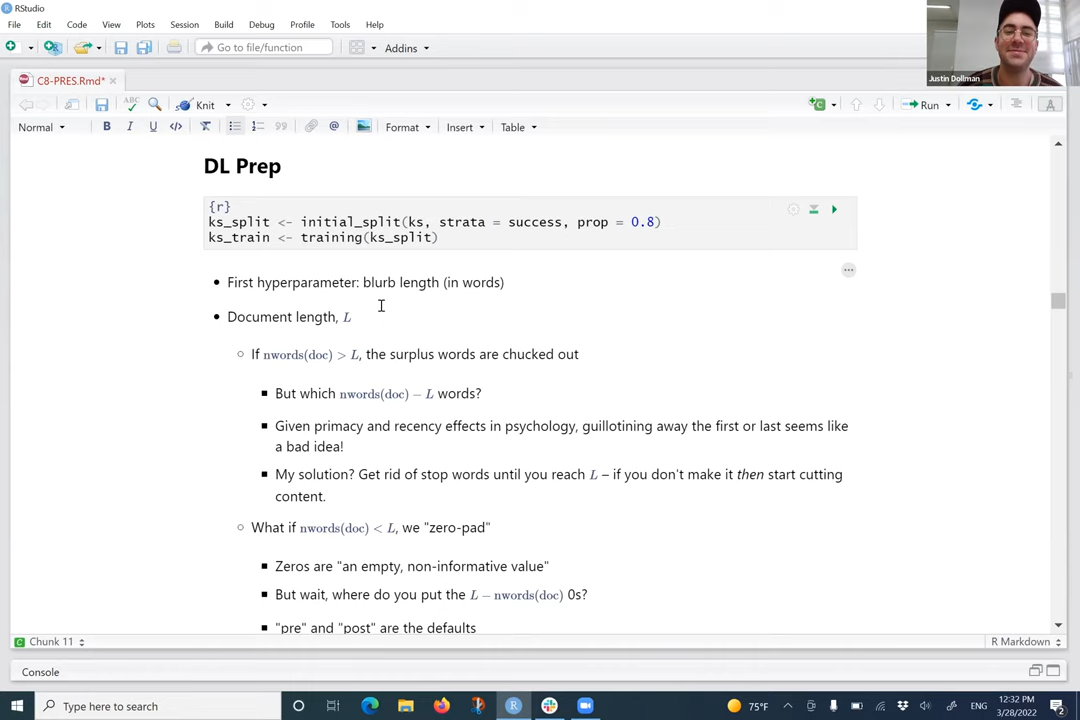 RStudio
File Edit Code View Plots Session Build Debug Profile Tools Help
Go to file/function Addins
Justin Dollman
C8-PRES.Rmd*
ABC Knit Run
Normal B I U Format Insert Table
DL Prep
{r}
ks_split <- initial_split(ks, strata = success, prop = 0.8)
ks_train <- training(ks_split)
First hyperparameter: blurb length (in words)
Document length, L
If nwords(doc) > L, the surplus words are chucked out
But which nwords(doc) − L words?
Given primacy and recency effects in psychology, guillotining away the first or last seems like
a bad idea!
My solution? Get rid of stop words until you reach L – if you don't make it then start cutting
content.
What if nwords(doc) < L, we "zero-pad"
Zeros are "an empty, non-informative value"
But wait, where do you put the L − nwords(doc) 0s?
"pre" and "post" are the defaults
Chunk 11 R Markdown
Console
Type here to search
75°F ENG
12:32 PM
3/28/2022
2